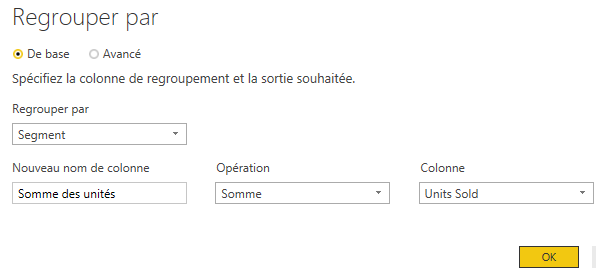 Regrouper par
De base Avancé
Spécifiez la colonne de regroupement et la sortie souhaitée.
Regrouper par
Segment
Nouveau nom de colonne Opération Colonne
Somme des unités Somme Units Sold
OK